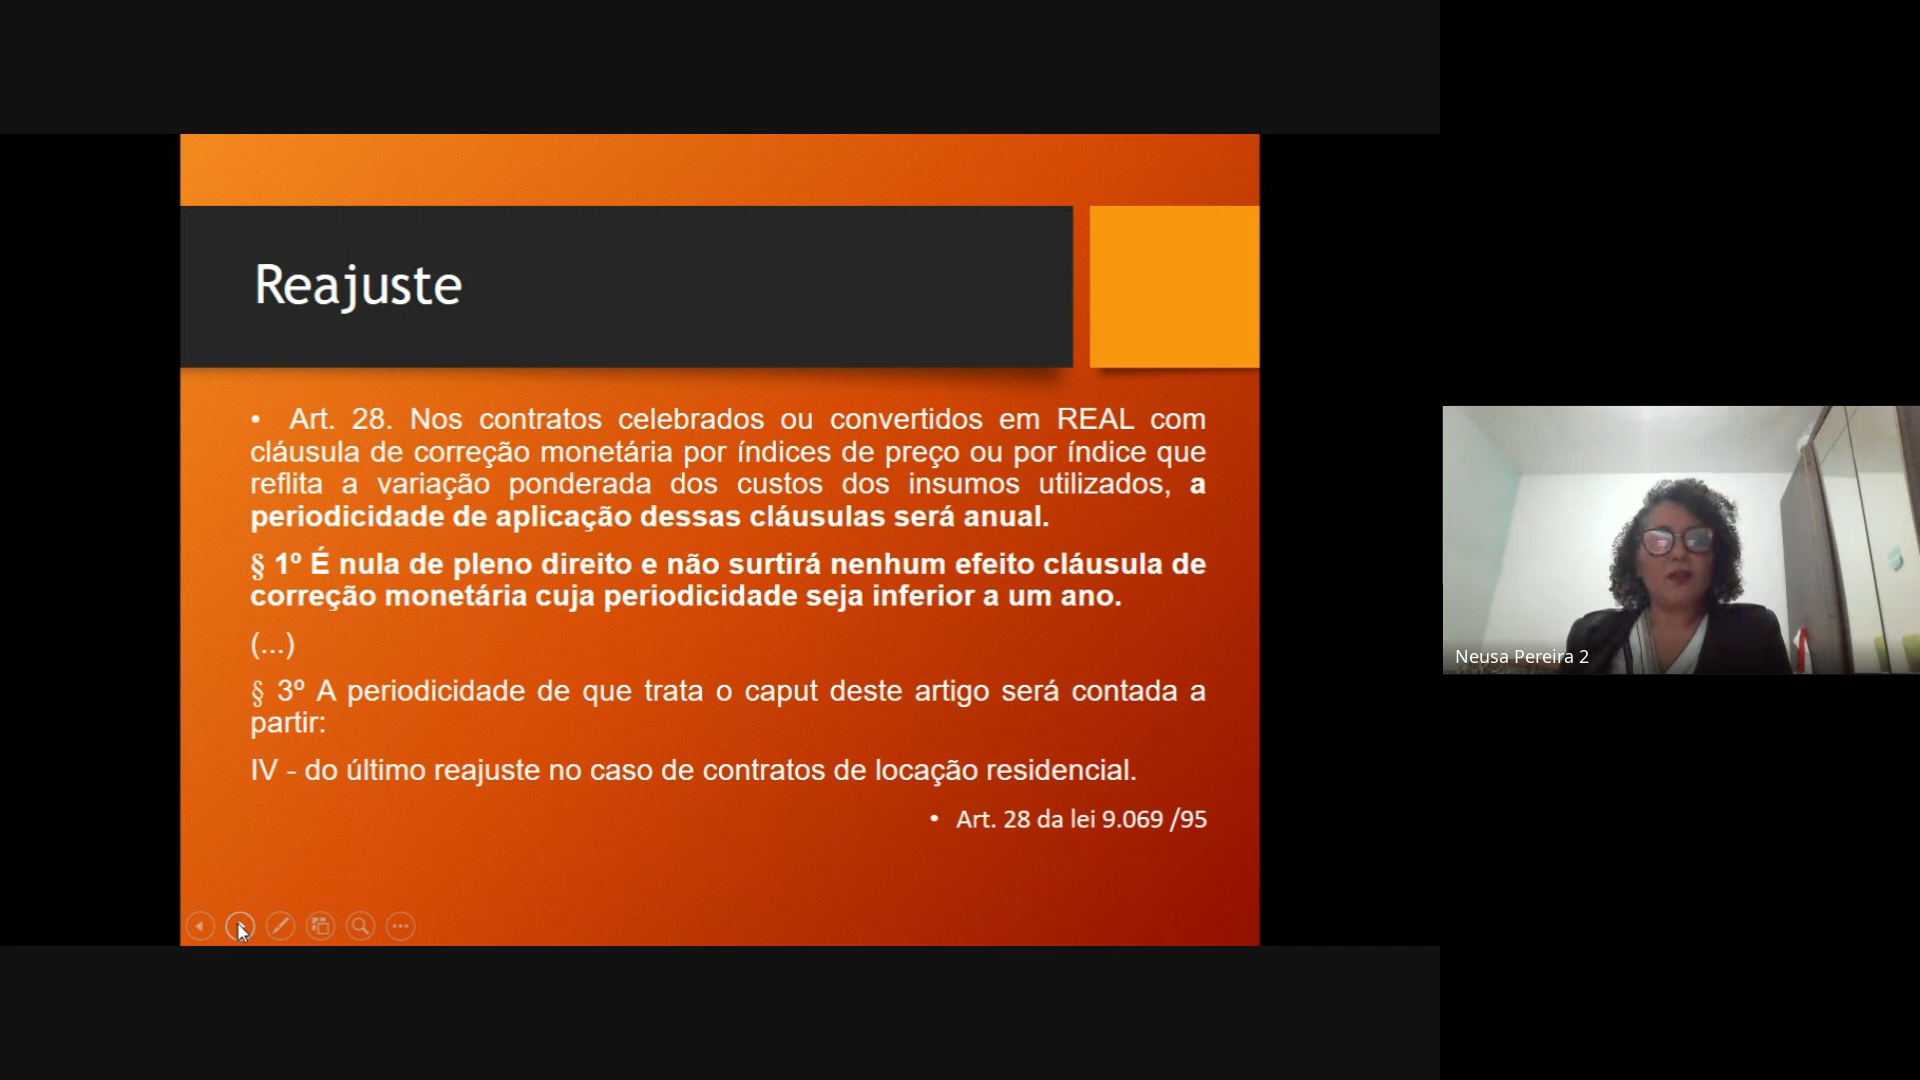 Reajuste
• Art. 28. Nos contratos celebrados ou convertidos em REAL com
cláusula de correção monetária por índices de preço ou por índice que
reflita a variação ponderada dos custos dos insumos utilizados, a
periodicidade de aplicação dessas cláusulas será anual.
§ 1º É nula de pleno direito e não surtirá nenhum efeito cláusula de
correção monetária cuja periodicidade seja inferior a um ano.
(...)
§ 3º A periodicidade de que trata o caput deste artigo será contada a
partir:
IV - do último reajuste no caso de contratos de locação residencial.
• Art. 28 da lei 9.069 /95
Neusa Pereira 2